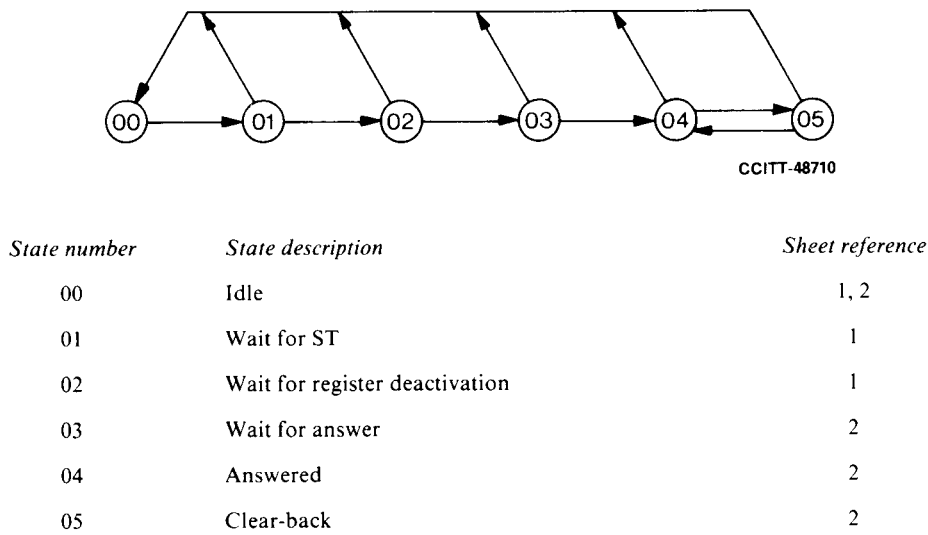 00 01 02 03 04 05
CCITT-48710
State number State description Sheet reference
00 Idle 1, 2
01 Wait for ST 1
02 Wait for register deactivation 1
03 Wait for answer 2
04 Answered 2
05 Clear-back 2